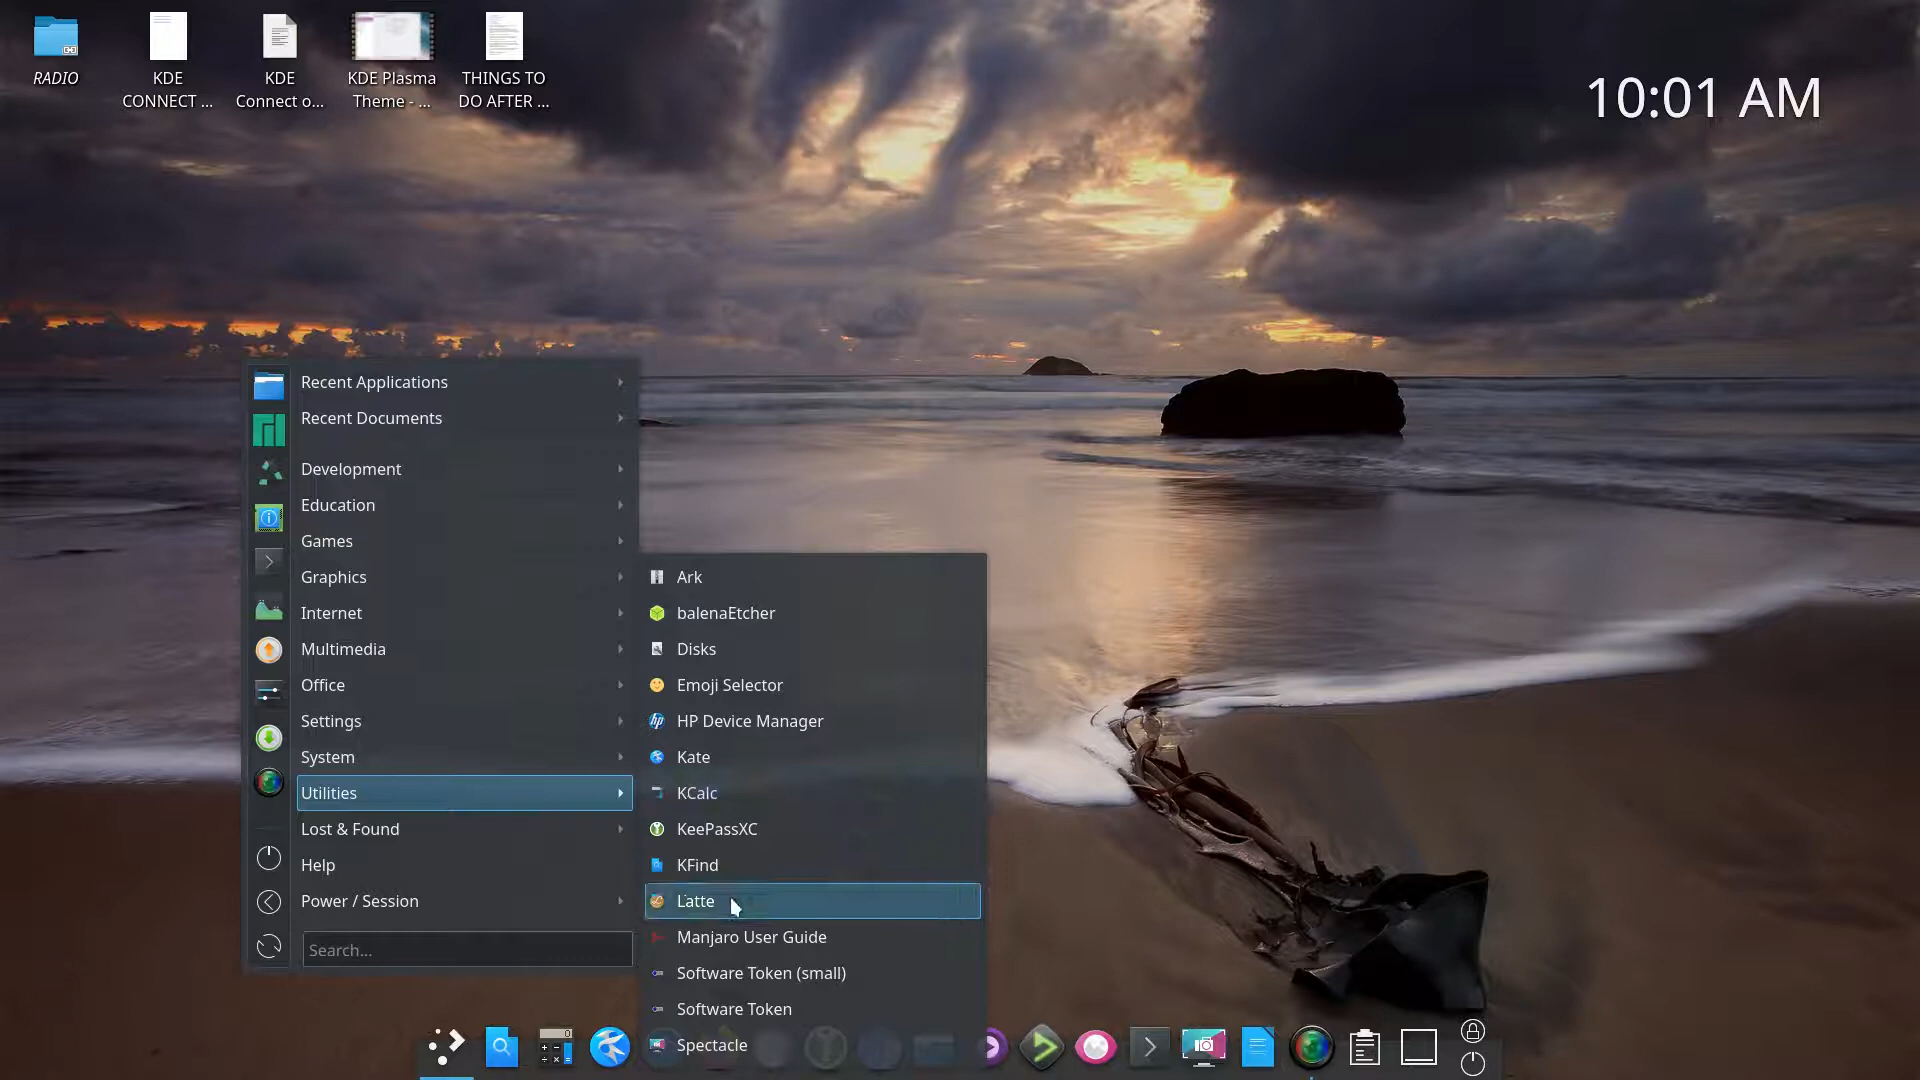 RADIO
KDE
CONNECT ...
KDE
Connect o...
KDE Plasma
Theme - ...
THINGS TO
DO AFTER ...
10:01 AM
Recent Applications
Recent Documents
Development
Education
Games
Graphics
Internet
Multimedia
Office
Settings
System
Utilities
Lost & Found
Help
Power / Session
Search...
Ark
balenaEtcher
Disks
Emoji Selector
HP Device Manager
Kate
KCalc
KeePassXC
KFind
Latte
Manjaro User Guide
Software Token (small)
Software Token
Spectacle